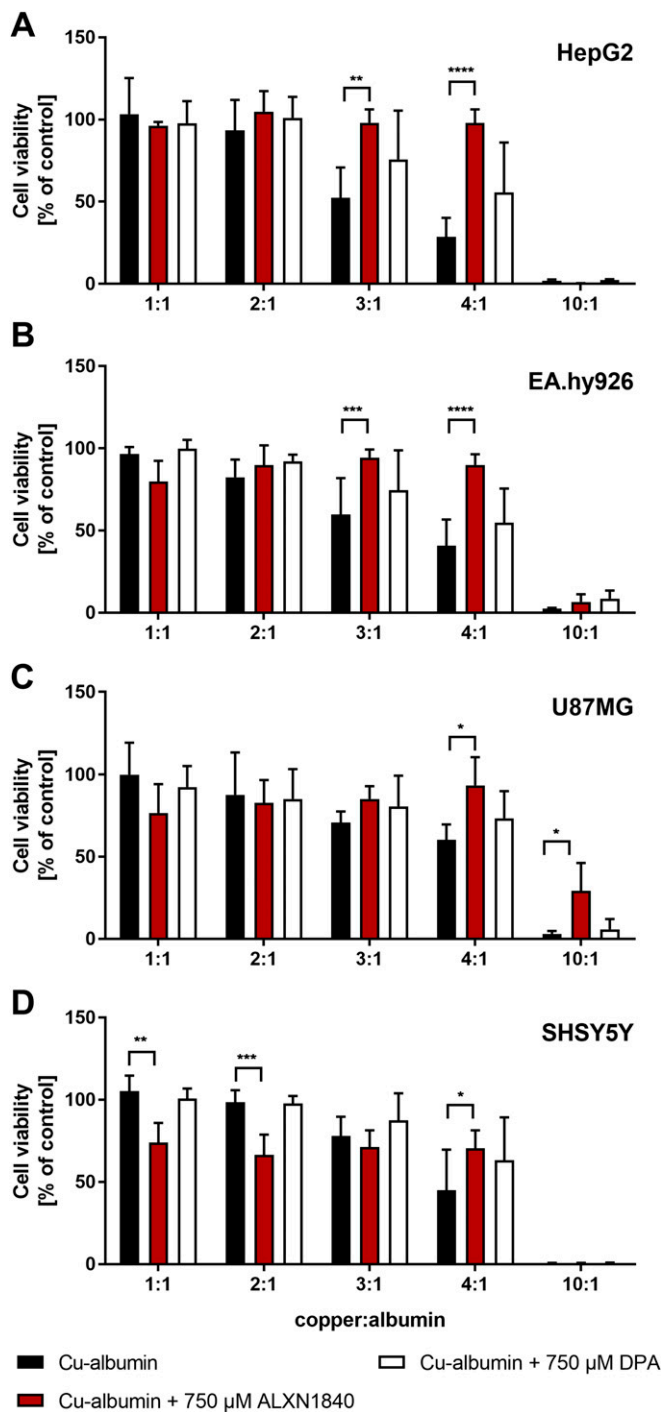 A
HepG2
Cell viability
[% of control]
150
100
50
0
**
****
1:1 2:1 3:1 4:1 10:1
B
EA.hy926
Cell viability
[% of control]
150
100
50
0
***
****
1:1 2:1 3:1 4:1 10:1
C
U87MG
Cell viability
[% of control]
150
100
50
0
*
*
1:1 2:1 3:1 4:1 10:1
D
SHSY5Y
Cell viability
[% of control]
150
100
50
0
**
***
*
1:1 2:1 3:1 4:1 10:1
copper:albumin
Cu-albumin
Cu-albumin + 750 µM DPA
Cu-albumin + 750 µM ALXN1840